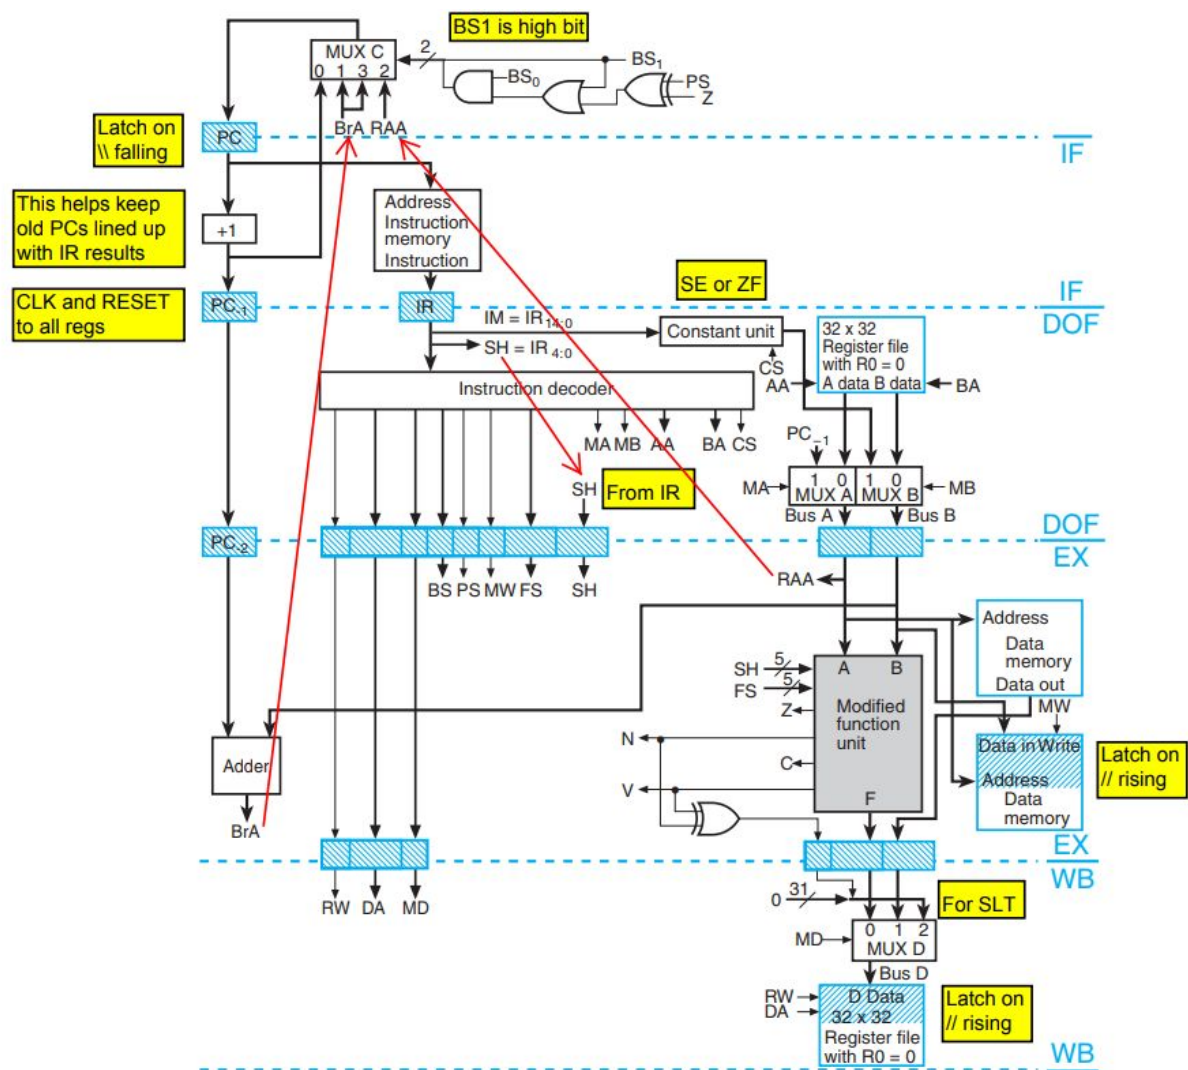 BS1 is high bit
MUX C
0 1 3 2
2
BS1
BS0
PS
Z
BrA RAA
Latch on
\\ falling
PC
IF
This helps keep
old PCs lined up
with IR results
+1
Address
Instruction
memory
Instruction
SE or ZF
CLK and RESET
to all regs
PC-1
IR
IF
DOF
IM = IR 14:0
Constant unit
SH = IR 4:0
CS
32 x 32
Register file
with R0 = 0
A data B data
AA
BA
Instruction decoder
MA MB AA BA CS
PC-1
SH
From IR
1 0 1 0
MA
MUX A MUX B
MB
Bus A
Bus B
PC-2
DOF
EX
BS PS MW FS SH
RAA
Address
Data
memory
Data out
SH 5
FS 5
A B
Z
Modified
function
unit
MW
N
C
V
F
Data in Write
Address
Data
memory
Latch on
// rising
Adder
BrA
EX
WB
RW DA MD
0 31
For SLT
0 1 2
MD
MUX D
Bus D
RW
DA
D Data
32 x 32
Register file
with R0 = 0
Latch on
// rising
WB